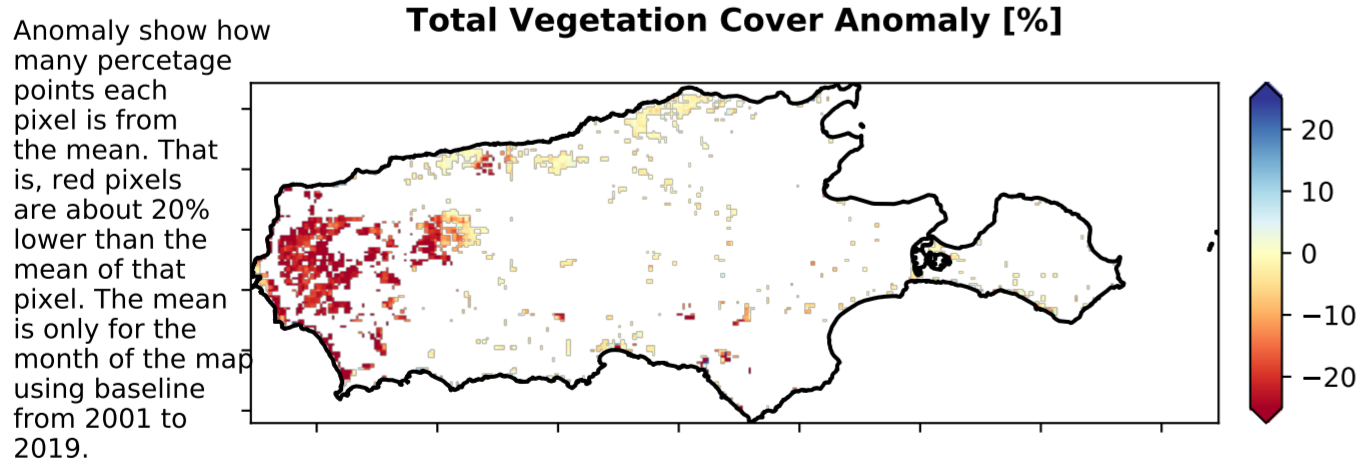 Total Vegetation Cover Anomaly [%]
Anomaly show how
many percetage
points each
pixel is from
the mean. That
is, red pixels
are about 20%
lower than the
mean of that
pixel. The mean
is only for the
month of the map
using baseline
from 2001 to
2019.
20
10
0
−10
−20